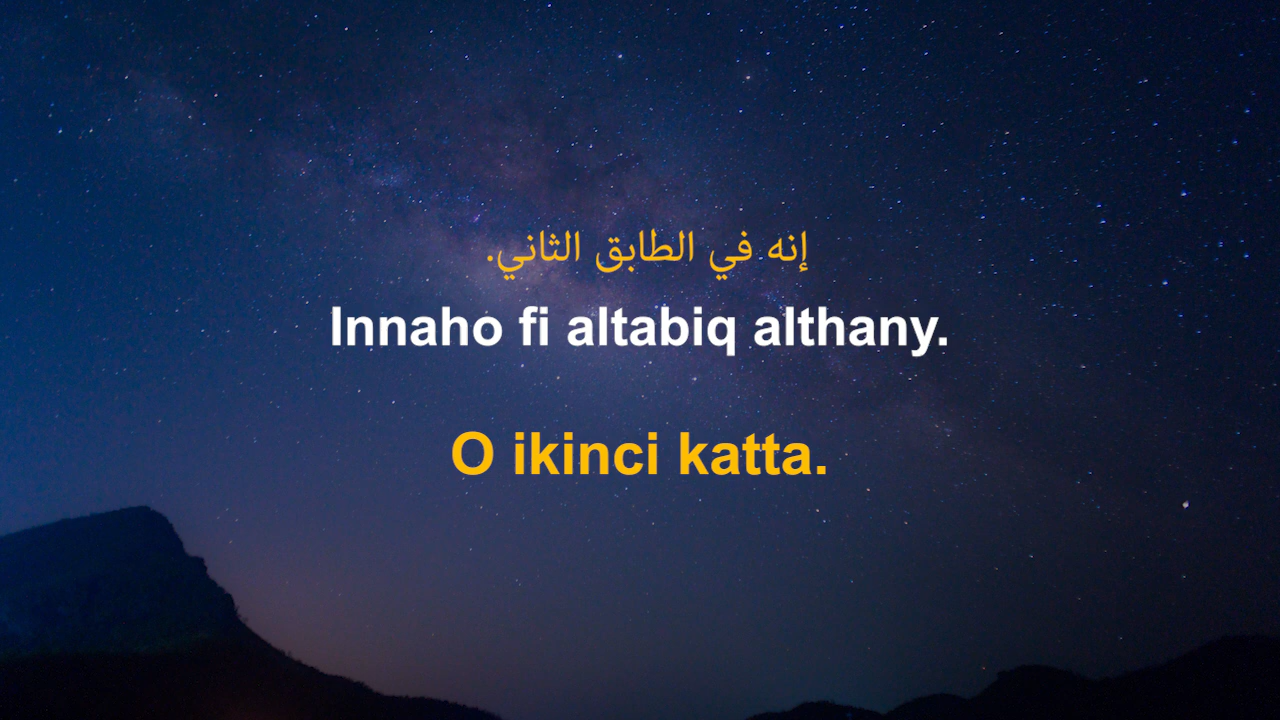 إنه في الطابق الثاني.
Innaho fi altabiq althany.
O ikinci katta.